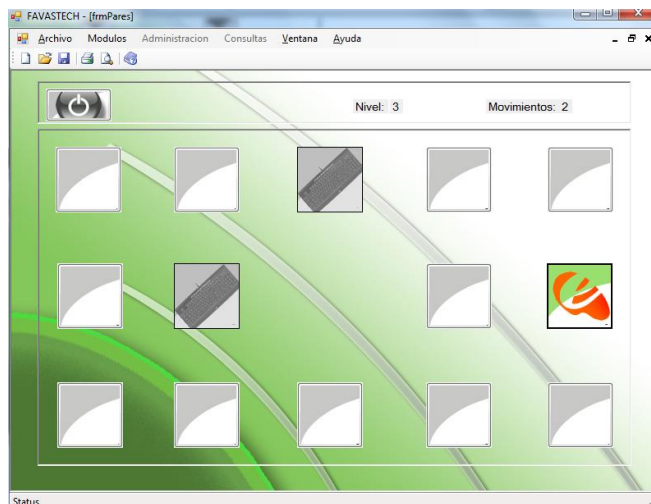 FAVASTECH - [frmPares]
Archivo Modulos Administracion Consultas Ventana Ayuda
Nivel: 3 Movimientos: 2
Status